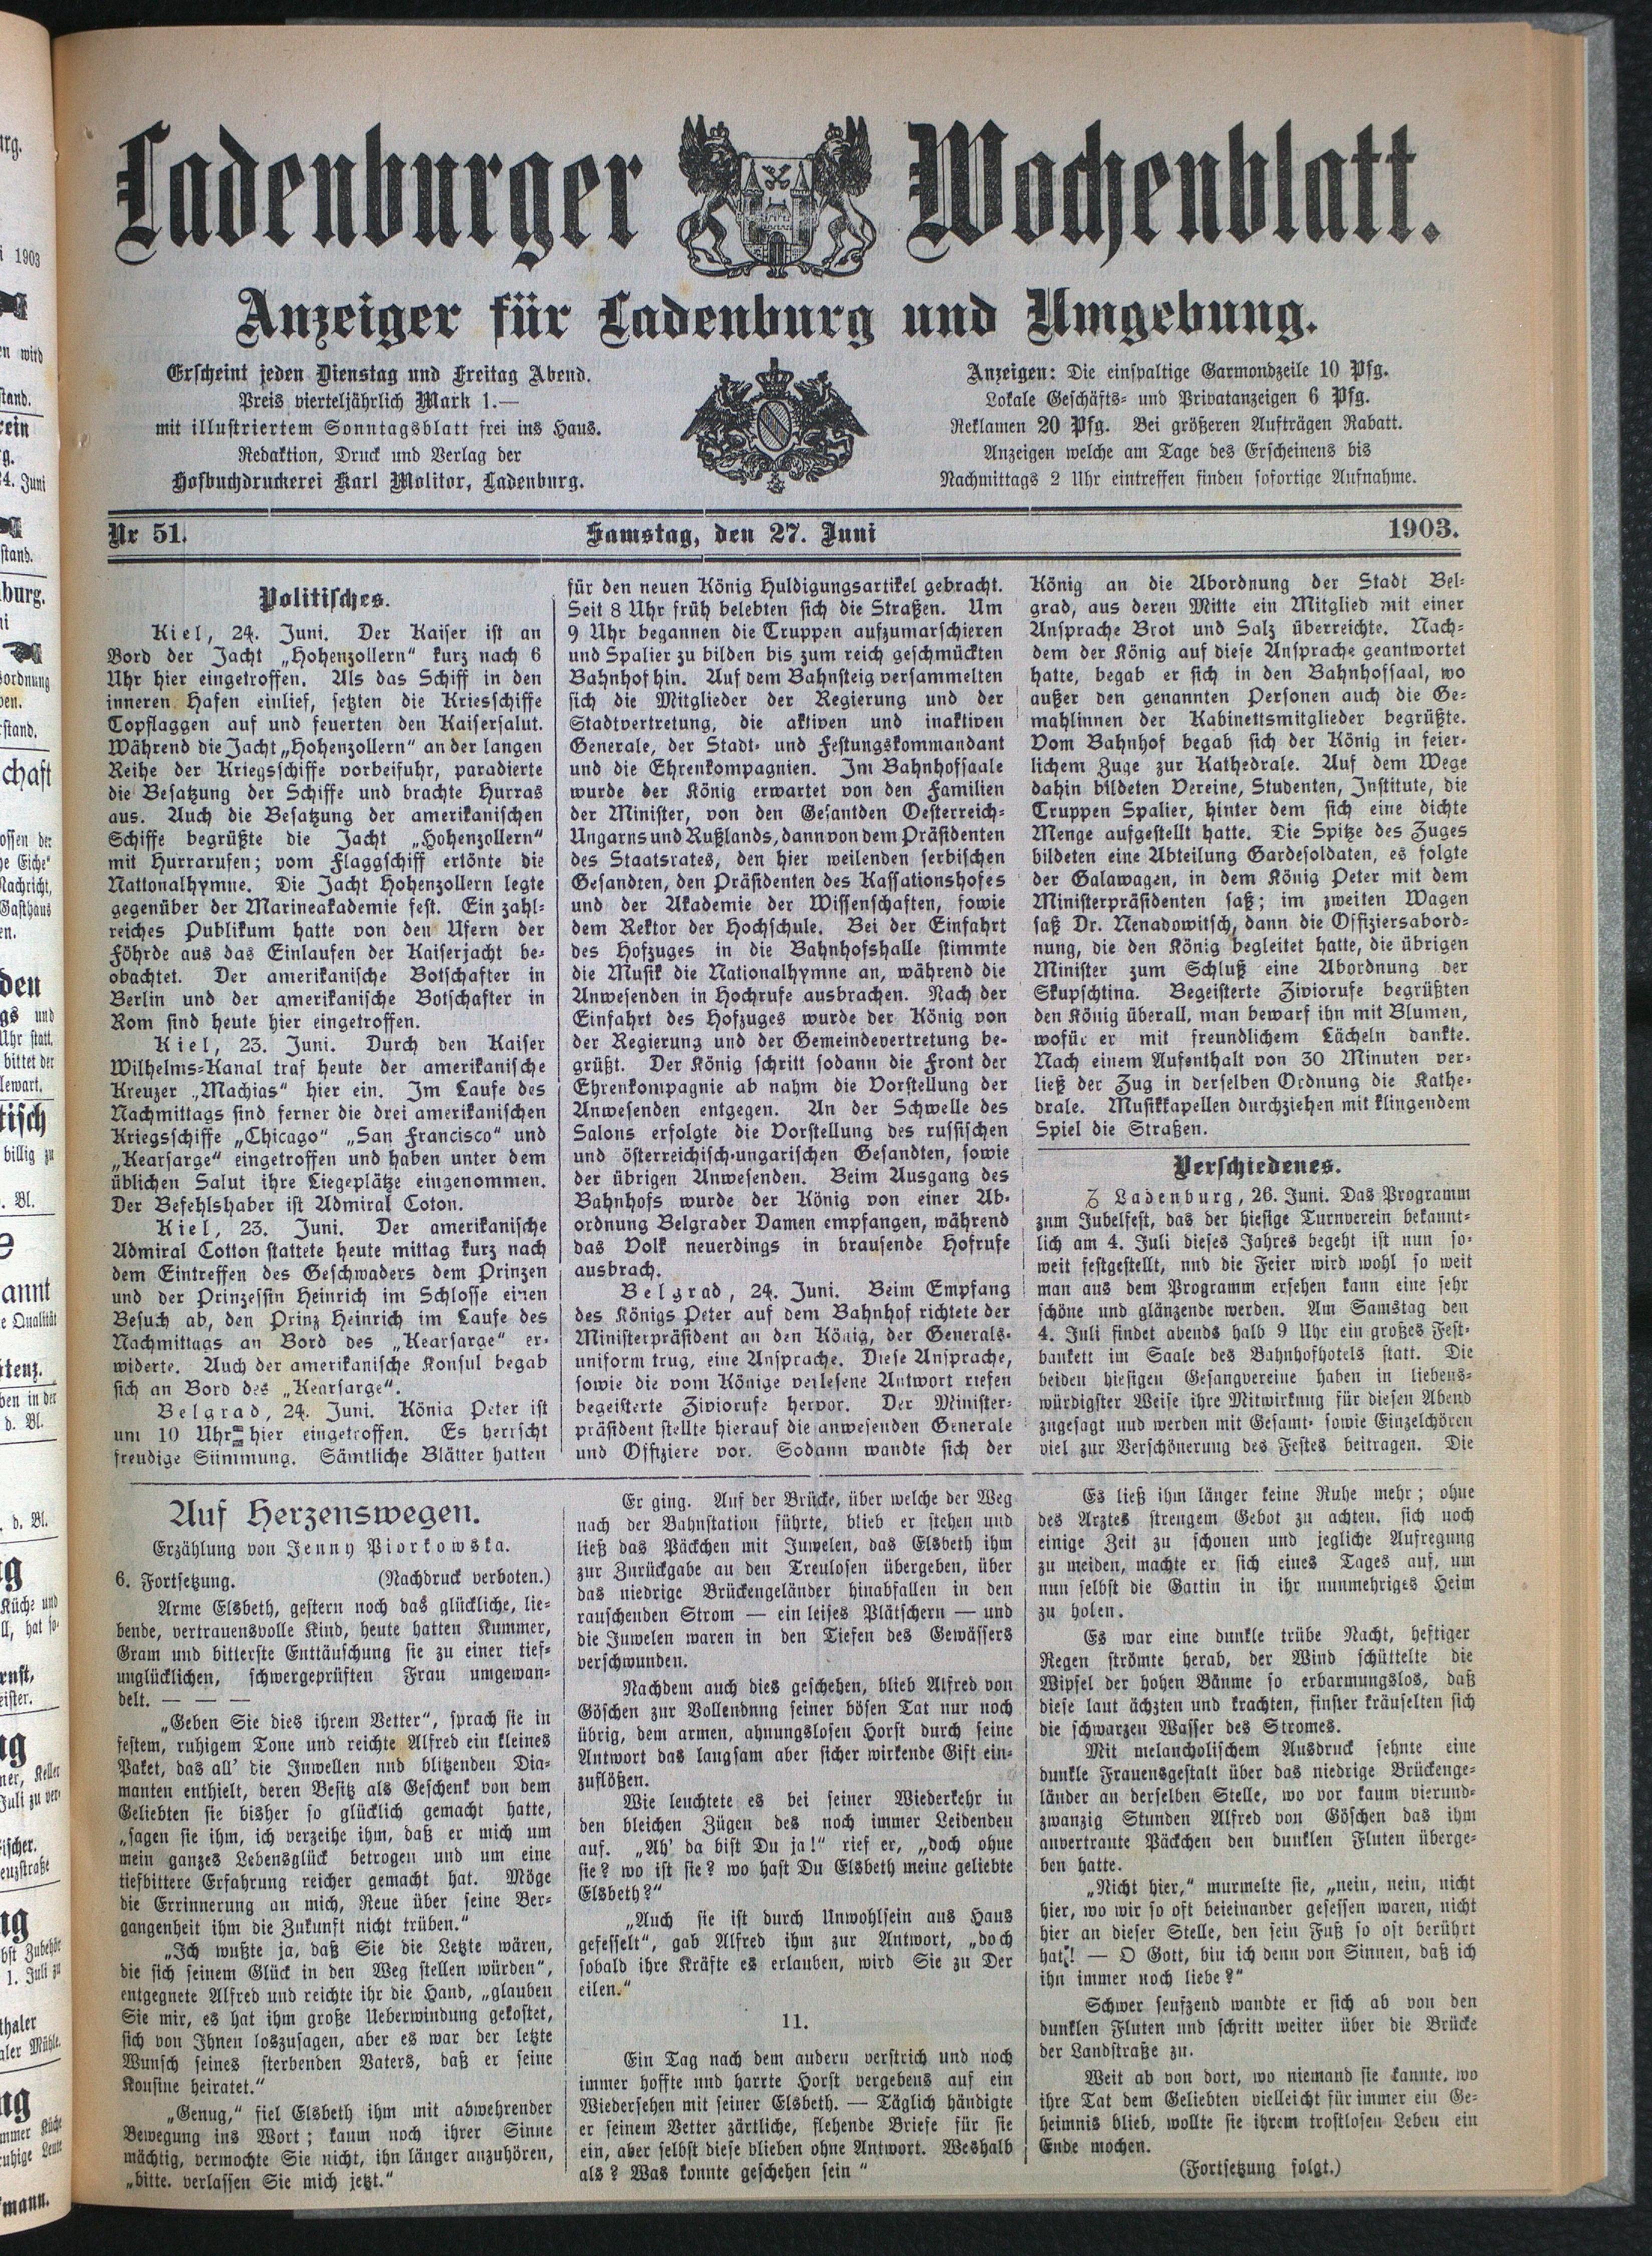 Ladenburger Wochenblatt.
Anzeiger für Ladenburg und Umgebung.
Erscheint jeden Dienstag und Freitag Abend.
Preis vierteljährlich Mark 1.—
mit illustriertem Sonntagsblatt frei ins Haus.
Redaktion, Druck und Verlag der
Hofbuchdruckerei Karl Molitor, Ladenburg.
Anzeigen: Die einspaltige Garmondzeile 10 Pfg.
Lokale Geschäfts- und Privatanzeigen 6 Pfg.
Reklamen 20 Pfg. Bei größeren Aufträgen Rabatt.
Anzeigen welche am Tage des Erscheinens bis
Nachmittags 2 Uhr eintreffen finden sofortige Aufnahme.
Nr 51.
Samstag, den 27. Juni
1903.
Politisches.
Kiel, 24. Juni. Der Kaiser ist an
Bord der Jacht „Hohenzollern" kurz nach 6
Uhr hier eingetroffen. Als das Schiff in den
inneren Hafen einlief, setzten die Kriesschiffe
Topflaggen auf und feuerten den Kaisersalut.
Während die Jacht „Hohenzollern" an der langen
Reihe der Kriegsschiffe vorbeifuhr, paradierte
die Besatzung der Schiffe und brachte Hurras
aus. Auch die Besatzung der amerikanischen
Schiffe begrüßte die Jacht „Hohenzollern"
mit Hurrarufen; vom Flaggschiff ertönte die
Nationalhymne. Die Jacht Hohenzollern legte
gegenüber der Marineakademie fest. Ein zahl-
reiches Publikum hatte von den Ufern der
Föhrde aus das Einlaufen der Kaiserjacht be-
obachtet. Der amerikanische Botschafter in
Berlin und der amerikanische Botschafter in
Rom sind heute hier eingetroffen.
Kiel, 23. Juni. Durch den Kaiser
Wilhelms-Kanal traf heute der amerikanische
Kreuzer „Machias" hier ein. Im Laufe des
Nachmittags sind ferner die drei amerikanischen
Kriegsschiffe „Chicago" „San Francisco" und
„Kearsarge" eingetroffen und haben unter dem
üblichen Salut ihre Liegeplätze eingenommen.
Der Befehlshaber ist Admiral Coton.
Kiel, 23. Juni. Der amerikanische
Admiral Cotton stattete heute mittag kurz nach
dem Eintreffen des Geschwaders dem Prinzen
und der Prinzessin Heinrich im Schlosse einen
Besuch ab, den Prinz Heinrich im Laufe des
Nachmittags an Bord des „Kearsarge" er-
widerte. Auch der amerikanische Konsul begab
sich an Bord des „Kearsarge".
Belgrad, 24. Juni. Könia Peter ist
um 10 Uhr hier eingetroffen. Es herrscht
freudige Stimmung. Sämtliche Blätter hatten
für den neuen König Huldigungsartikel gebracht.
Seit 8 Uhr früh belebten sich die Straßen. Um
9 Uhr begannen die Truppen aufzumarschieren
und Spalier zu bilden bis zum reich geschmückten
Bahnhof hin. Auf dem Bahnsteig versammelten
sich die Mitglieder der Regierung und der
Stadtvertretung, die aktiven und inaktiven
Generale, der Stadt- und Festungskommandant
und die Ehrenkompagnien. Im Bahnhofsaale
wurde der König erwartet von den Familien
der Minister, von den Gesantden Oesterreich-
Ungarns und Rußlands, dann von dem Präsidenten
des Staatsrates, den hier weilenden serbischen
Gesandten, den Präsidenten des Kassationshofes
und der Akademie der Wissenschaften, sowie
dem Rektor der Hochschule. Bei der Einfahrt
des Hofzuges in die Bahnhofshalle stimmte
die Musik die Nationalhymne an, während die
Anwesenden in Hochrufe ausbrachen. Nach der
Einfahrt des Hofzuges wurde der König von
der Regierung und der Gemeindevertretung be-
grüßt. Der König schritt sodann die Front der
Ehrenkompagnie ab nahm die Vorstellung der
Anwesenden entgegen. An der Schwelle des
Salons erfolgte die Vorstellung des russischen
und österreichisch-ungarischen Gesandten, sowie
der übrigen Anwesenden. Beim Ausgang des
Bahnhofs wurde der König von einer Ab-
ordnung Belgrader Damen empfangen, während
das Volk neuerdings in brausende Hofrufe
ausbrach.
Belgrad, 24. Juni. Beim Empfang
des Königs Peter auf dem Bahnhof richtete der
Ministerpräsident an den König, der Generals-
uniform trug, eine Ansprache. Diese Ansprache,
sowie die vom Könige verlesene Antwort riefen
begeisterte Ziviorufe hervor. Der Minister-
präsident stellte hierauf die anwesenden Generale
und Offiziere vor. Sodann wandte sich der
König an die Abordnung der Stadt Bel-
grad, aus deren Mitte ein Mitglied mit einer
Ansprache Brot und Salz überreichte. Nach-
dem der König auf diese Ansprache geantwortet
hatte, begab er sich in den Bahnhofsaal, wo
außer den genannten Personen auch die Ge-
mahlinnen der Kabinettsmitglieder begrüßte.
Vom Bahnhof begab sich der König in feier-
lichem Zuge zur Kathedrale. Auf dem Wege
dahin bildeten Vereine, Studenten, Institute, die
Truppen Spalier, hinter dem sich eine dichte
Menge aufgestellt hatte. Die Spitze des Zuges
bildeten eine Abteilung Gardesoldaten, es folgte
der Galawagen, in dem König Peter mit dem
Ministerpräsidenten saß; im zweiten Wagen
saß Dr. Nenadowitsch, dann die Offiziersabord-
nung, die den König begleitet hatte, die übrigen
Minister zum Schluß eine Abordnung der
Skupschtina. Begeisterte Ziviorufe begrüßten
den König überall, man bewarf ihn mit Blumen,
wofür er mit freundlichem Lächeln dankte.
Nach einem Aufenthalt von 30 Minuten ver-
ließ der Zug in derselben Ordnung die Kathe-
drale. Musikkapellen durchziehen mit klingendem
Spiel die Straßen.
Verschiedenes.
Ladenburg, 26. Juni. Das Programm
zum Jubelfest, das der hiesige Turnverein bekannt-
lich am 4. Juli dieses Jahres begeht ist nun so-
weit festgestellt, nnd die Feier wird wohl so weit
man aus dem Programm ersehen kann eine sehr
schöne und glänzende werden. Am Samstag den
4. Juli findet abends halb 9 Uhr ein großes Fest-
bankett im Saale des Bahnhofhotels statt. Die
beiden hiesigen Gesangvereine haben in liebens-
würdigster Weise ihre Mitwirknng für diesen Abend
zugesagt nud werden mit Gesamt- sowie Einzelchören
viel zur Verschönerung des Festes beitragen. Die
Auf Herzenswegen.
Erzählung von Jenny Piorkowska.
6. Fortsetzung. (Nachdruck verboten.)
Arme Elsbeth, gestern noch das glückliche, lie-
bende, vertrauensvolle Kind, heute hatten Kummer,
Gram und bitterste Enttäuschung sie zu einer tief-
unglücklichen, schwergeprüften Frau umgewan-
delt. — — —
„Geben Sie dies ihrem Vetter", sprach sie in
festem, ruhigem Tone und reichte Alfred ein kleines
Paket, das all' die Juwellen nnd blitzenden Dia-
manten enthielt, deren Besitz als Geschenk von dem
Geliebten sie bisher so glücklich gemacht hatte,
„sagen sie ihm, ich verzeihe ihm, daß er mich um
mein ganzes Lebensglück betrogen und um eine
tiefbittere Erfahrung reicher gemacht hat. Möge
die Errinnerung an mich, Reue über seine Ver-
gangenheit ihm die Zukunft nicht trüben."
„Ich wußte ja, daß Sie die Letzte wären,
die sich seinem Glück in den Weg stellen würden",
entgegnete Alfred und reichte ihr die Hand, „glauben
Sie mir, es hat ihm große Ueberwindung gekostet,
sich von Ihnen loszusagen, aber es war der letzte
Wunsch seines sterbenden Vaters, daß er seine
Kousine heiratet."
„Genug," fiel Elsbeth ihm mit abwehrender
Bewegung ins Wort; kaum noch ihrer Sinne
mächtig, vermochte Sie nicht, ihn länger anzuhören,
„bitte. verlassen Sie mich jetzt."
Er ging. Auf der Brücke, über welche der Weg
nach der Bahnstation führte, blieb er stehen und
ließ das Päckchen mit Juwelen, das Elsbeth ihm
zur Zurückgabe an den Treulosen übergeben, über
das niedrige Brückengeländer hinabfallen in den
rauschenden Strom — ein leises Plätschern — und
die Juwelen waren in den Tiefen des Gewässers
verschwunden.
Nachdem auch dies geschehen, blieb Alfred von
Göschen zur Vollendnng seiner bösen Tat nur noch
übrig, dem armen, ahnungslosen Horst durch seine
Antwort das langsam aber sicher wirkende Gift ein-
zuflößen.
Wie leuchtete es bei seiner Wiederkehr in
den bleichen Zügen des noch immer Leidenden
auf. „Ah' da bist Du ja!" rief er, „doch ohne
sie? wo ist sie? wo hast Du Elsbeth meine geliebte
Elsbeth?"
„Auch sie ist durch Unwohlsein aus Haus
gefesselt", gab Alfred ihm zur Antwort, „doch
sobald ihre Kräfte es erlauben, wird Sie zu Der
eilen."
11.
Ein Tag nach dem andern verstrich und noch
immer hoffte und harrte Horst vergebens auf ein
Wiedersehen mit seiner Elsbeth. — Täglich händigte
er seinem Vetter zärtliche, flehende Briefe für sie
ein, aber selbst diese blieben ohne Antwort. Weshalb
als? Was konnte geschehen sein "
Es ließ ihm länger keine Ruhe mehr; ohne
des Arztes strengem Gebot zu achten, sich noch
einige Zeit zu schonen und jegliche Aufregung
zu meiden, machte er sich eines Tages auf, um
nun selbst die Gattin in ihr nunmehriges Heim
zu holen.
Es war eine dunkle trübe Nacht, heftiger
Regen strömte herab, der Wind schüttelte die
Wipfel der hohen Bäume so erbarmungslos, daß
diese laut ächzten und krachten, finster kräuselten sich
die schwarzen Wasser des Stromes.
Mit melancholischem Ausdruck sehnte eine
dunkle Frauensgestalt über das niedrige Brückenge-
länder an derselben Stelle, wo vor kaum vierund-
zwanzig Stunden Alfred von Göschen das ihm
anvertraute Päckchen den dunklen Fluten überge-
ben hatte.
„Nicht hier," murmelte sie, „nein, nein, nicht
hier, wo wir so oft beieinander gesessen waren, nicht
hier an dieser Stelle, den sein Fuß so oft berührt
hat! — O Gott, bin ich denn von Sinnen, daß ich
ihn immer noch liebe?"
Schwer seufzend wandte er sich ab von den
dunklen Fluten und schritt weiter über die Brücke
der Landstraße zu.
Weit ab von dort, wo niemand sie kannte, wo
ihre Tat dem Geliebten vielleicht für immer ein Ge-
heimnis blieb, wollte sie ihrem trostlosen Leben ein
Ende mochen.
(Fortsetzung folgt.)